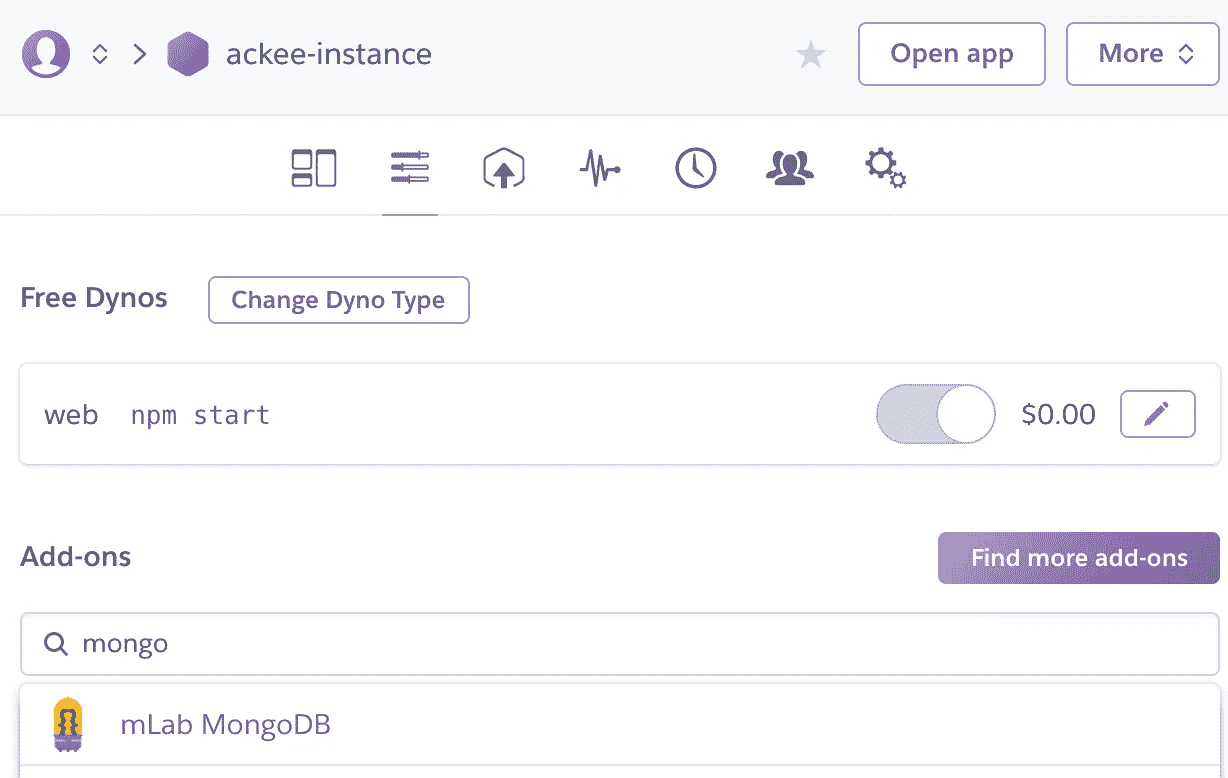 ackee-instance
Open app
More
Free Dynos
Change Dyno Type
web npm start
$0.00
Add-ons
Find more add-ons
mongo
mLab MongoDB